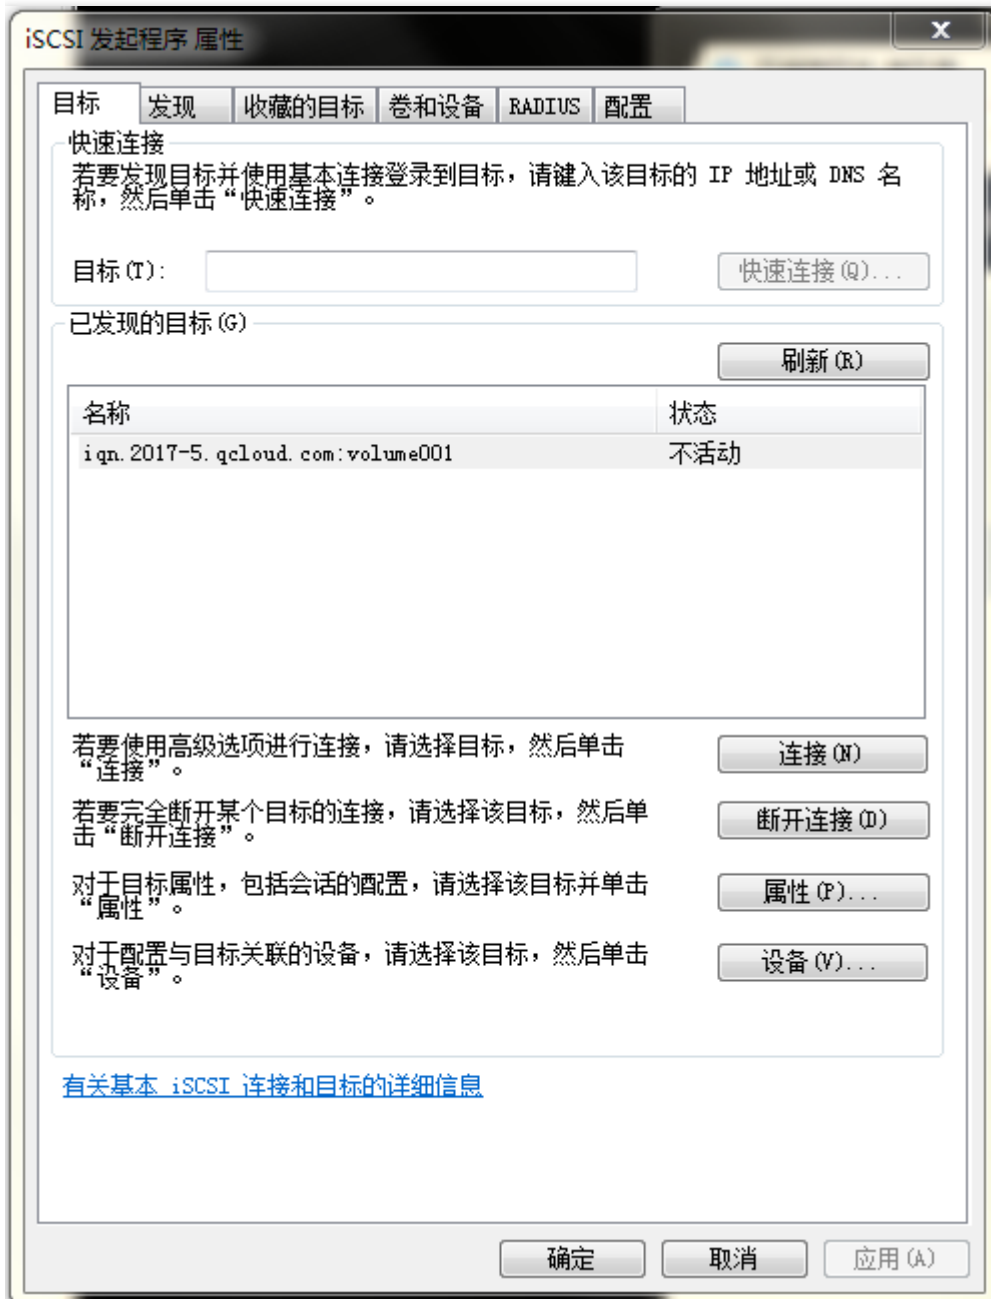 iSCSI 发起程序 属性
目标 发现 收藏的目标 卷和设备 RADIUS 配置
快速连接
若要发现目标并使用基本连接登录到目标，请键入该目标的 IP 地址或 DNS 名
称，然后单击“快速连接”。
目标(T): 快速连接(Q)...
已发现的目标(G)
刷新(R)
名称 状态
iqn.2017-5.qcloud.com:volume001 不活动
若要使用高级选项进行连接，请选择目标，然后单击
“连接”。
连接(N)
若要完全断开某个目标的连接，请选择该目标，然后单
击“断开连接”。
断开连接(D)
对于目标属性，包括会话的配置，请选择该目标并单击
“属性”。
属性(P)...
对于配置与目标关联的设备，请选择该目标，然后单击
“设备”。
设备(V)...
有关基本 iSCSI 连接和目标的详细信息
确定 取消 应用(A)